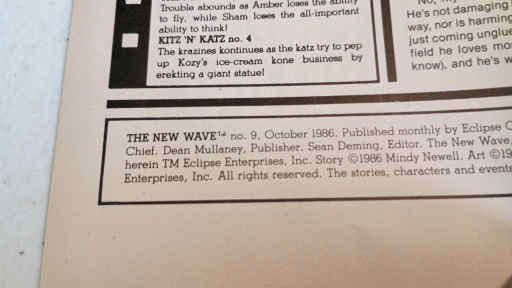 Trouble abounds as Amber loses the ability
to fly, while Sham loses the all-important
ability to think!
KITZ 'N' KATZ no. 4
The krazines kontinues as the katz try to pep
up Kozy's ice-cream kone business by
erekting a giant statue!
He's not damaging
way, nor is harming
just coming unglue
field he loves mo
know), and he's w
THE NEW WAVE™ no. 9, October 1986. Published monthly by Eclipse C
Chief. Dean Mullaney, Publisher. Sean Deming, Editor. The New Wave,
herein TM Eclipse Enterprises, Inc. Story ©1986 Mindy Newell. Art ©19
Enterprises, Inc. All rights reserved. The stories, characters and event